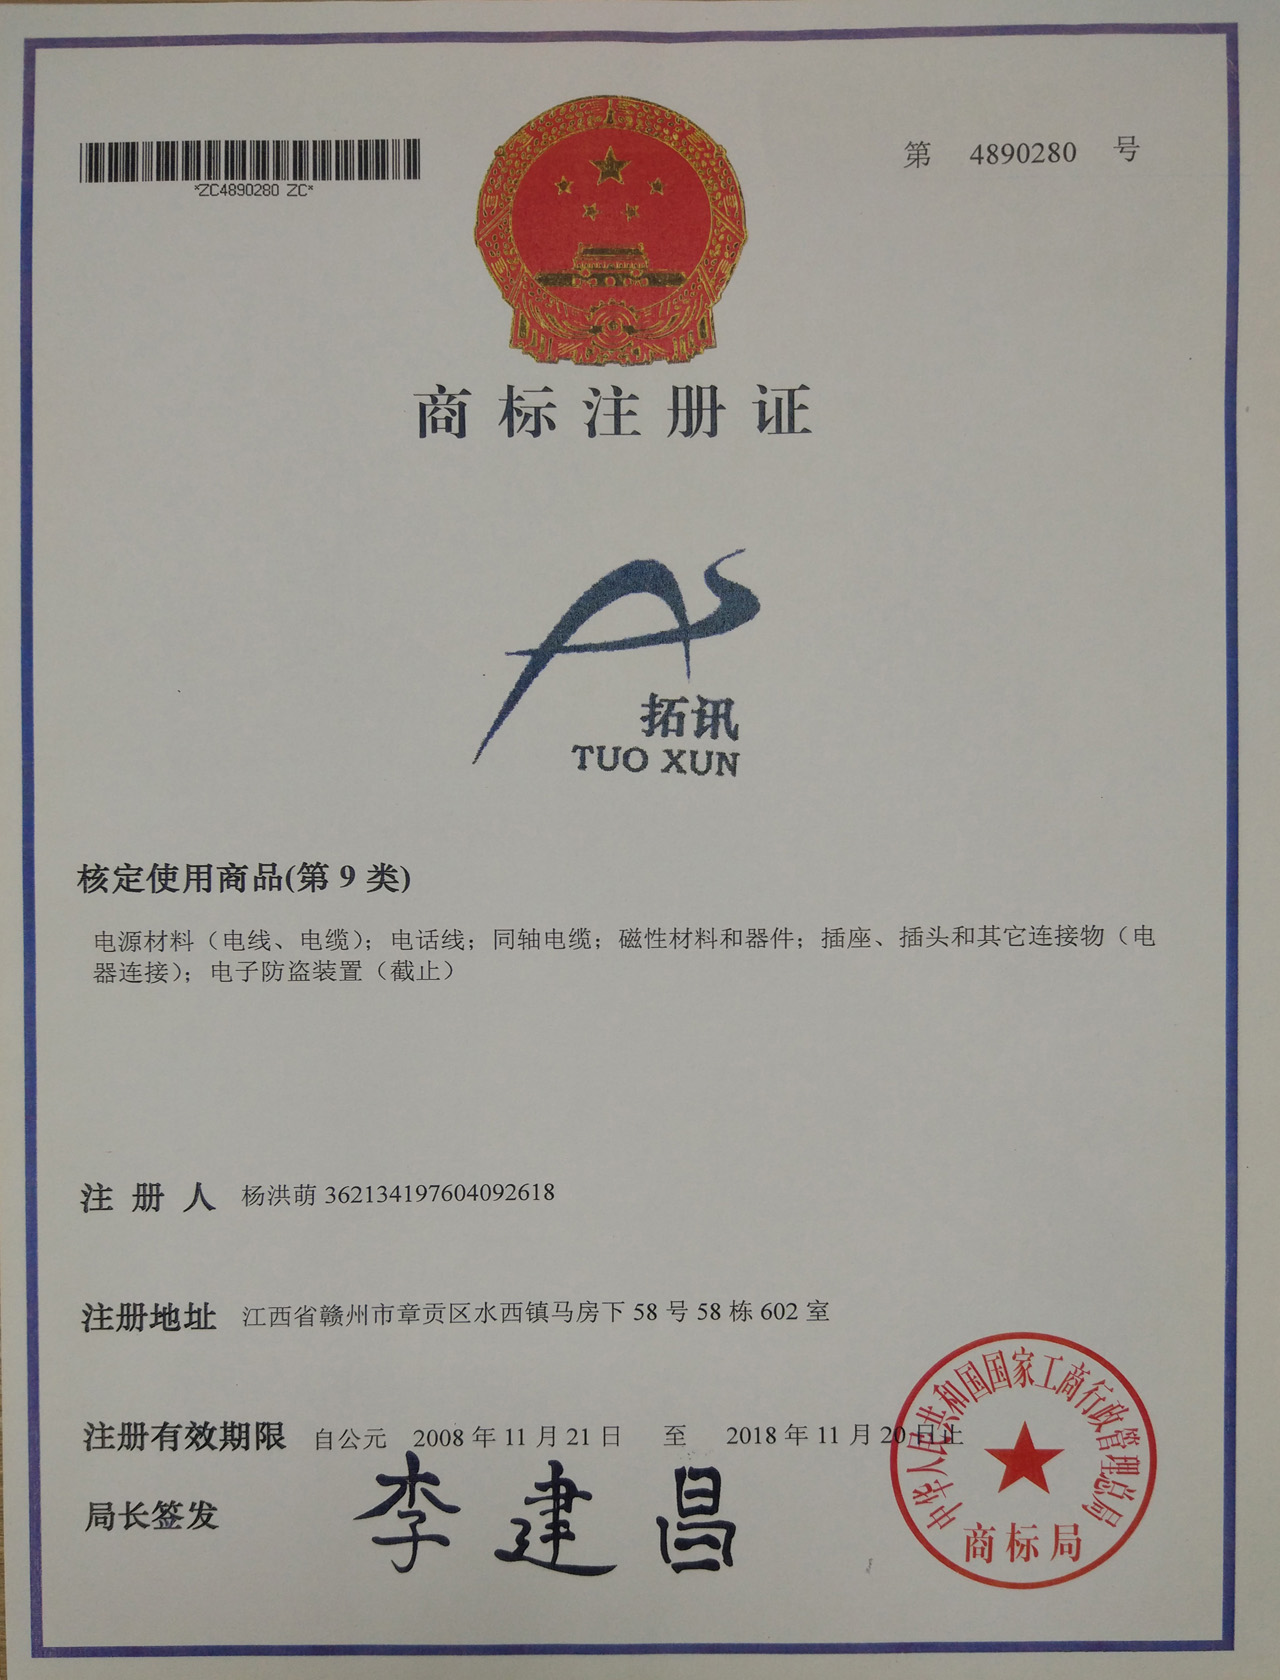 *ZC4890280 ZC*
第 4890280 号
商标注册证
AS
拓讯
TUO XUN
核定使用商品(第 9 类)
电源材料（电线、电缆）；电话线；同轴电缆；磁性材料和器件；插座、插头和其它连接物（电
器连接）；电子防盗装置（截止）
注 册 人 杨洪萌 362134197604092618
注册地址 江西省赣州市章贡区水西镇马房下 58 号 58 栋 602 室
注册有效期限 自公元 2008 年 11 月 21 日 至 2018 年 11 月 20 日止
局长签发 李建昌
中华人民共和国国家工商行政管理总局
商标局